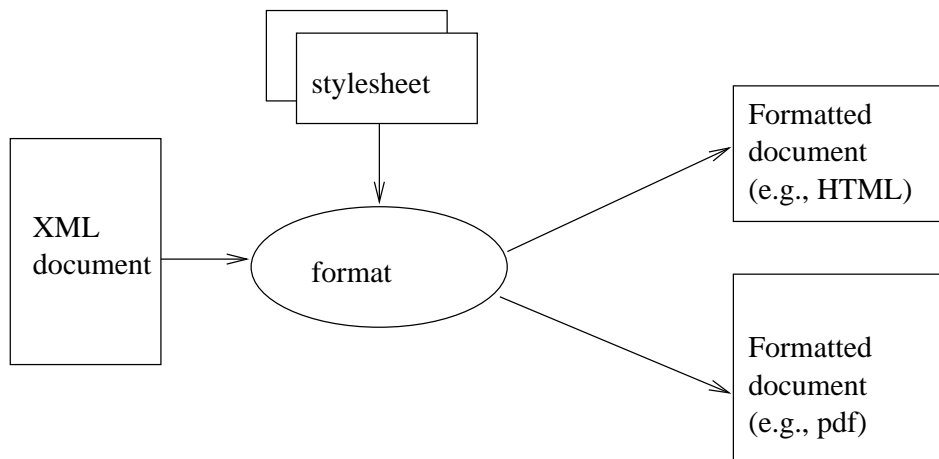 stylesheet
XML
document
format
Formatted
document
(e.g., HTML)
Formatted
document
(e.g., pdf)